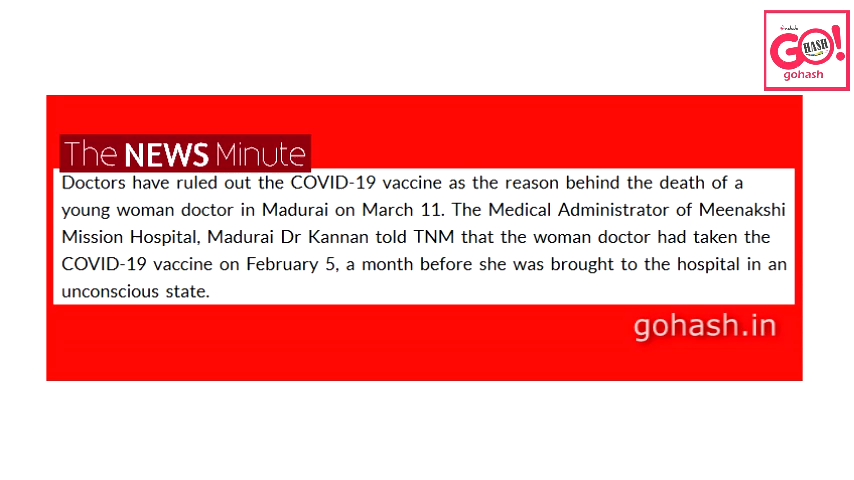 GO!
HASH
gohash
The NEWS Minute
Doctors have ruled out the COVID-19 vaccine as the reason behind the death of a
young woman doctor in Madurai on March 11. The Medical Administrator of Meenakshi
Mission Hospital, Madurai Dr Kannan told TNM that the woman doctor had taken the
COVID-19 vaccine on February 5, a month before she was brought to the hospital in an
unconscious state.
gohash.in